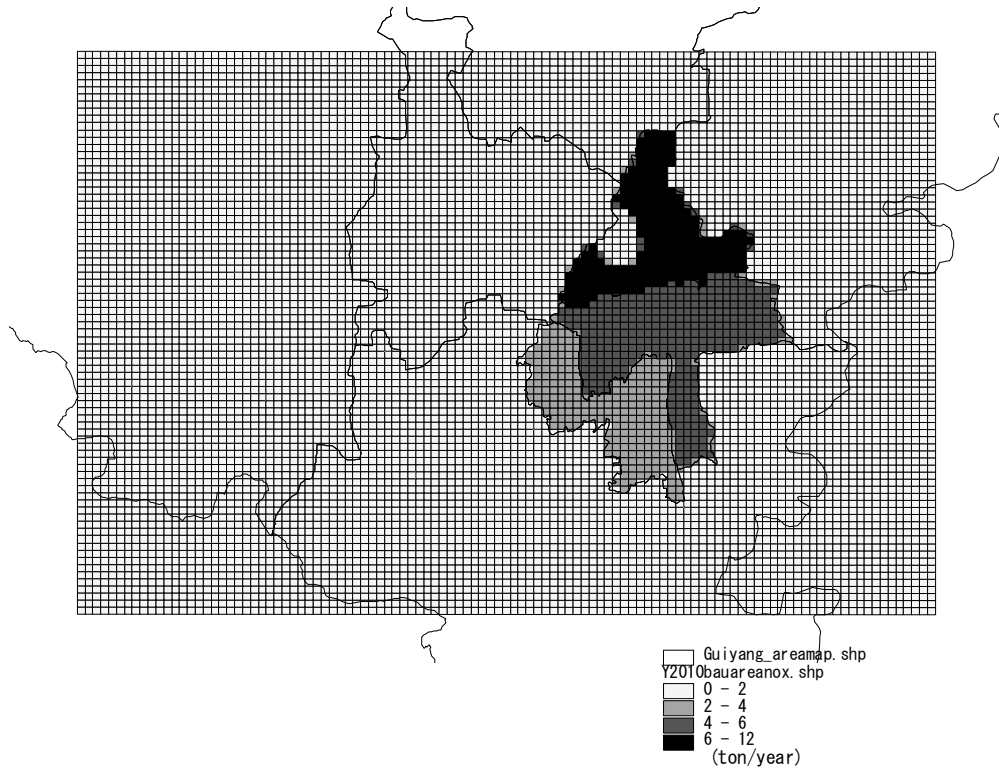 Guiyang_areamap.shp
Y2010bauareanox.shp
0 - 2
2 - 4
4 - 6
6 - 12
(ton/year)